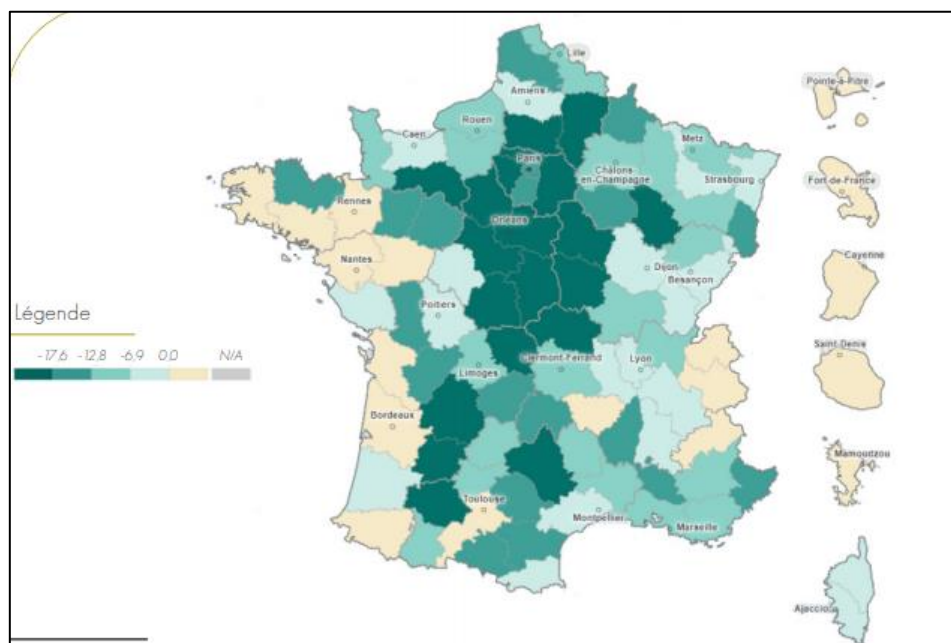 Lille
Amiens
Rouen
Caen
Metz
Paris
Châlons
en-Champagne
Strasbourg
Rennes
Orléans
Nantes
Dijon
Besançon
Poitiers
Légende
-17.6 -12.8 -6.9 0.0 N/A
Clermont-Ferrand
Lyon
Limoges
Bordeaux
Toulouse
Montpellier
Marseille
Pointe-à-Pitre
Fort-de-France
Cayenne
Saint-Denis
Mamoudzou
Ajaccio